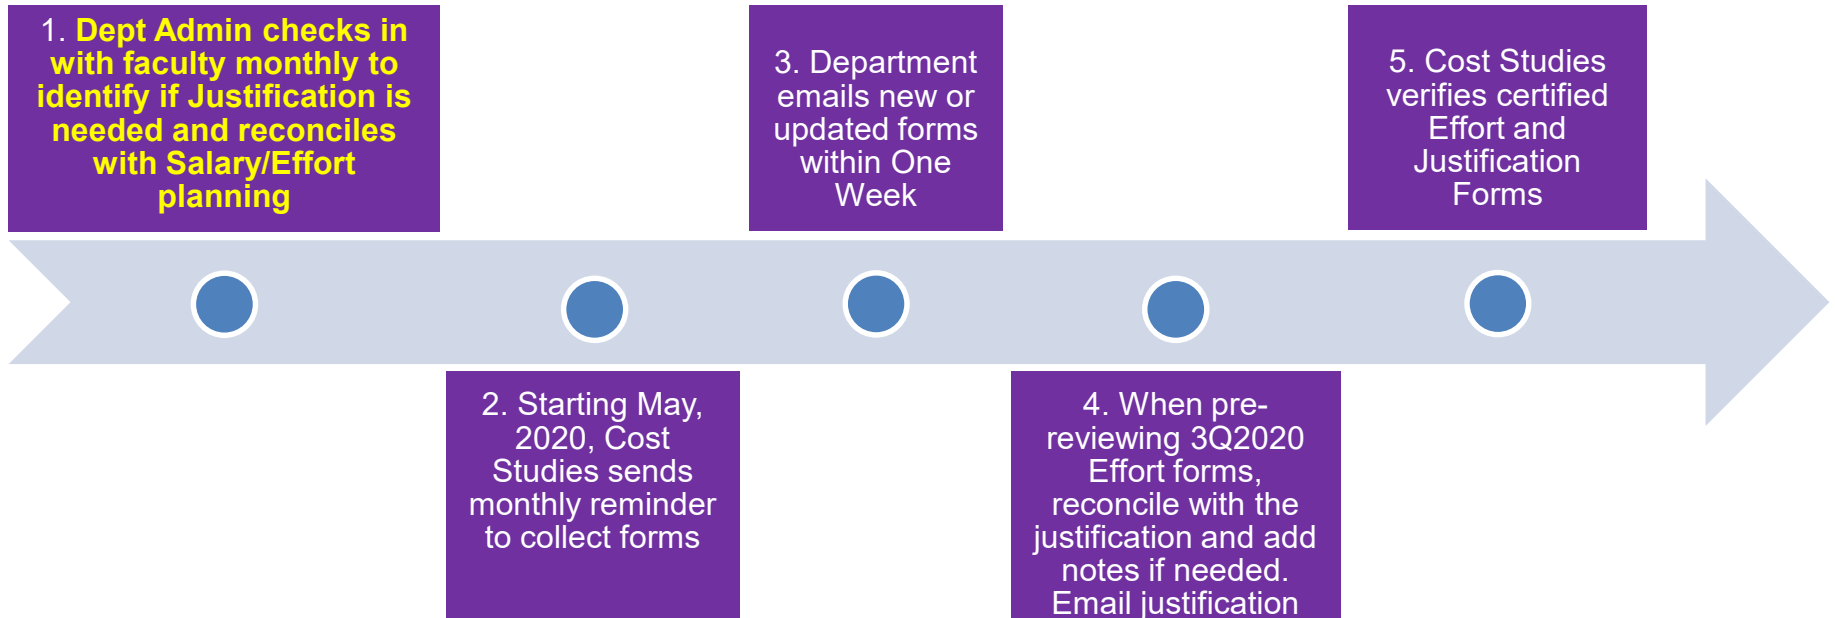 1. Dept Admin checks in
with faculty monthly to
identify if Justification is
needed and reconciles
with Salary/Effort
planning
2. Starting May,
2020, Cost
Studies sends
monthly reminder
to collect forms
3. Department
emails new or
updated forms
within One
Week
4. When pre-
reviewing 3Q2020
Effort forms,
reconcile with the
justification and add
notes if needed.
Email justification
5. Cost Studies
verifies certified
Effort and
Justification
Forms